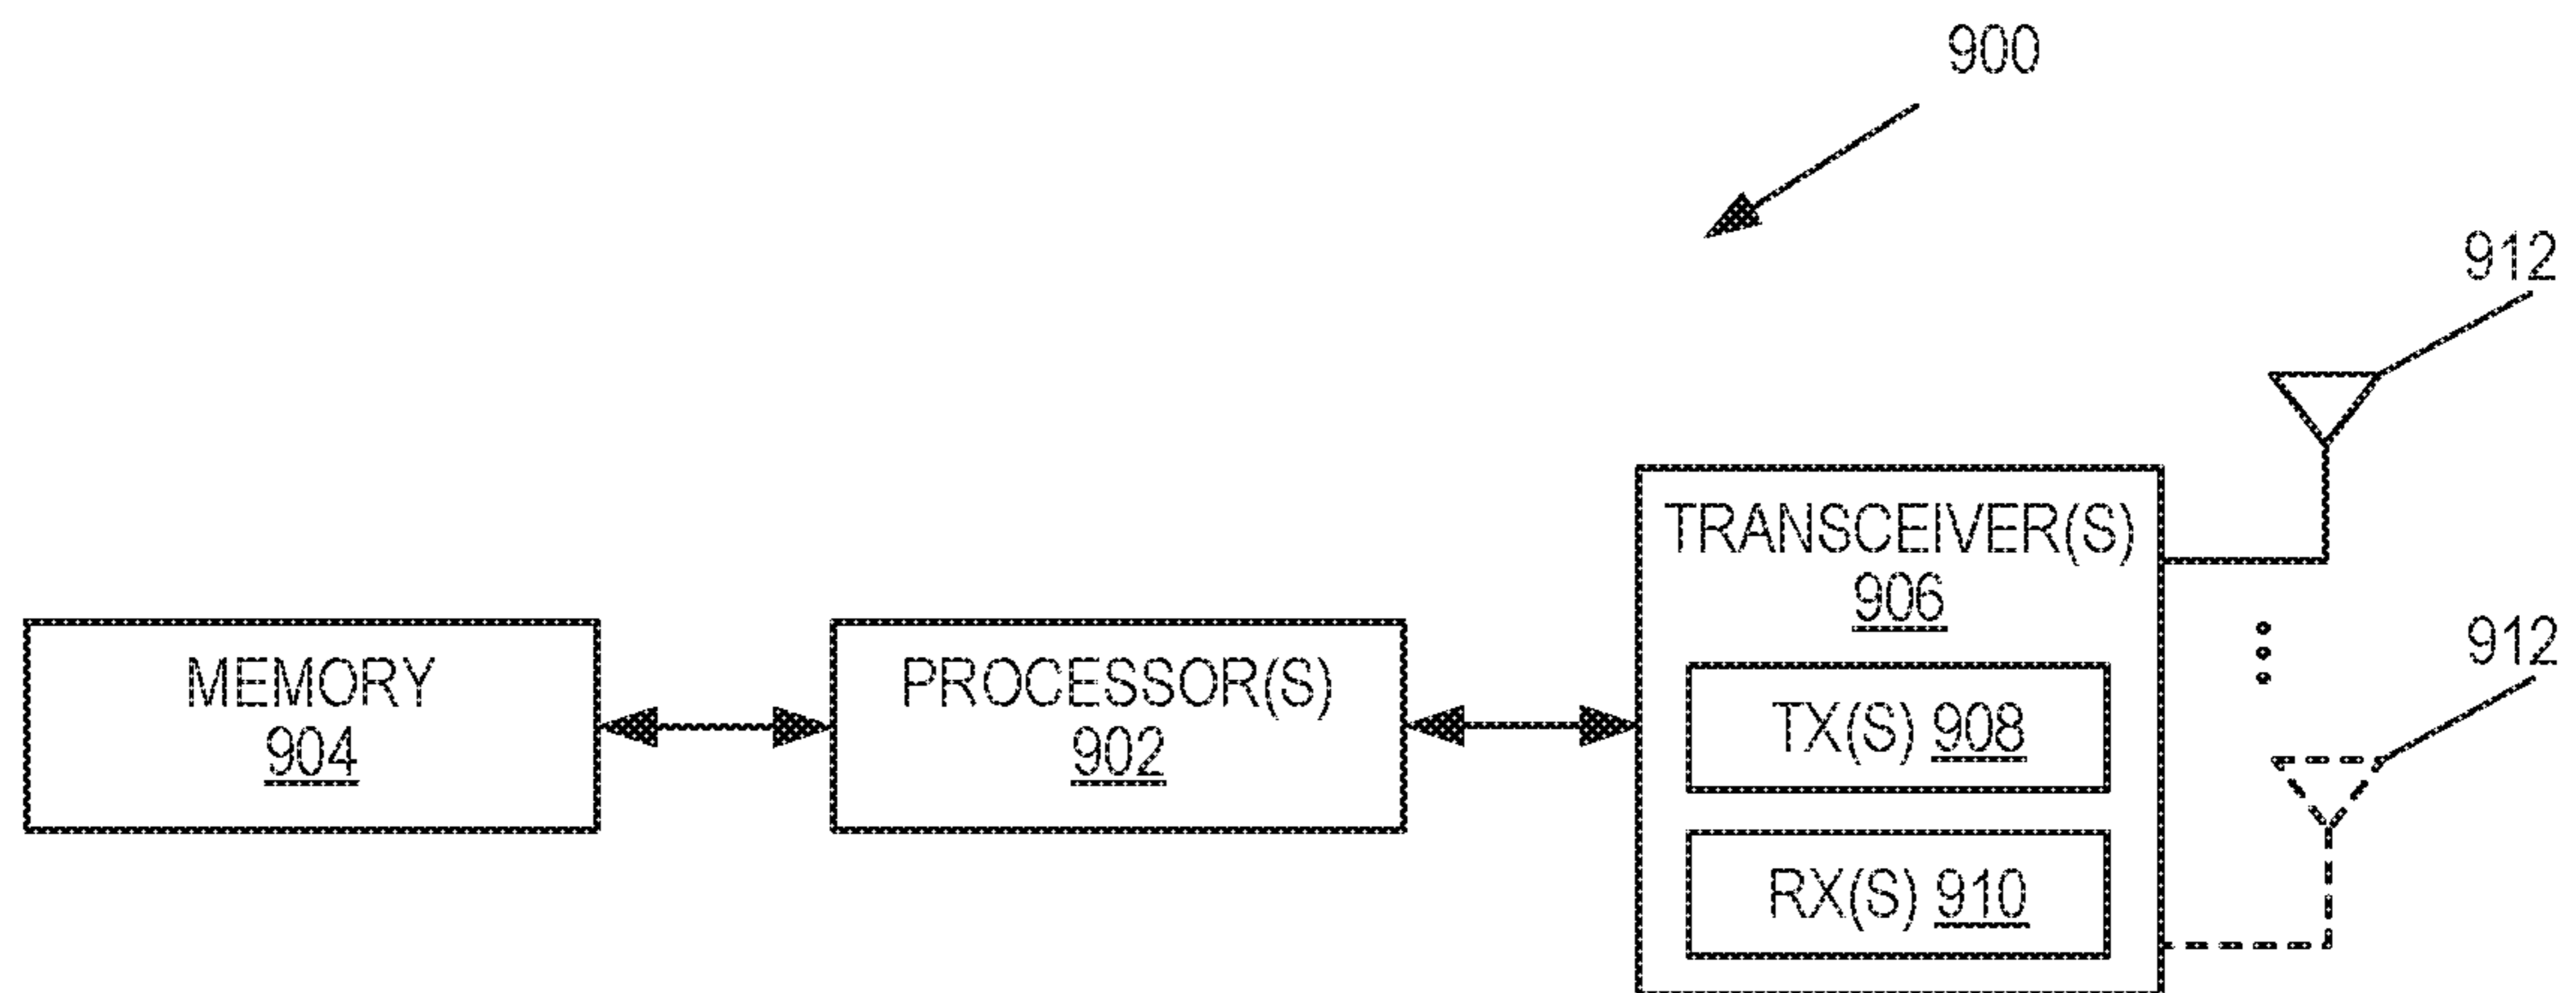 900
912
TRANSCEIVER(S)
906
912
MEMORY
904
PROCESSOR(S)
902
TX(S) 908
RX(S) 910